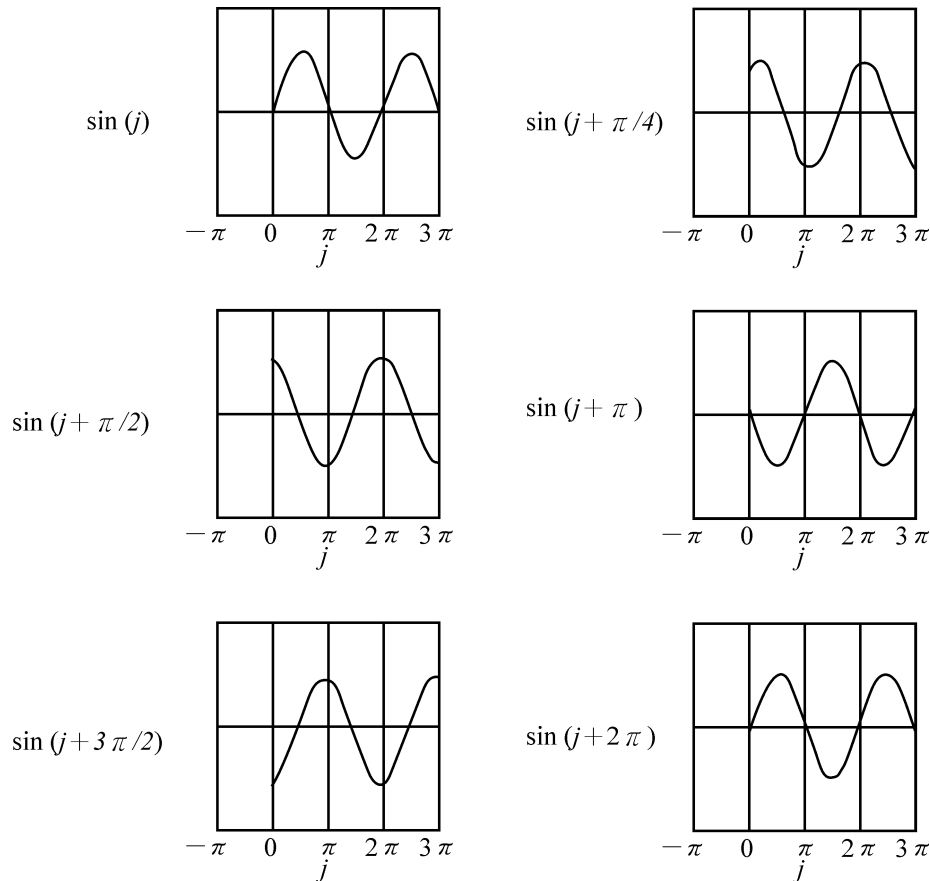 sin (j)
−π 0 π 2π 3π
j
sin (j+π/4)
−π 0 π 2π 3π
j
sin (j+π/2)
−π 0 π 2π 3π
j
sin (j+π)
−π 0 π 2π 3π
j
sin (j+3π/2)
−π 0 π 2π 3π
j
sin (j+2π)
−π 0 π 2π 3π
j